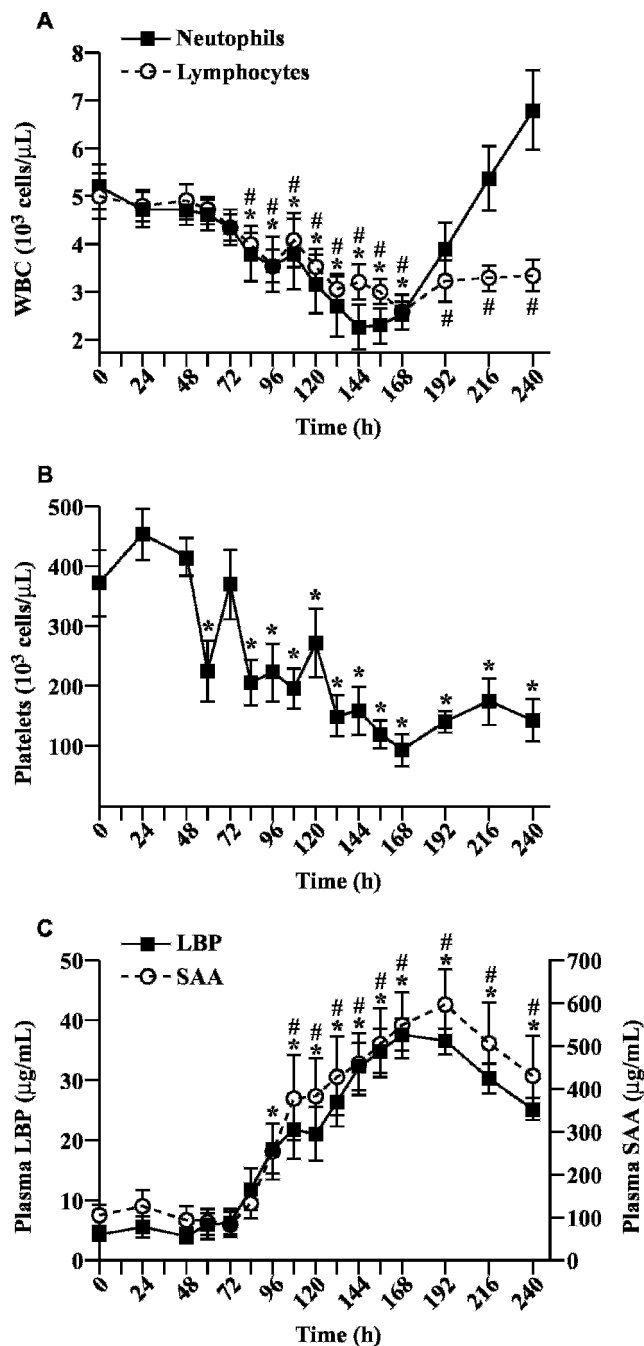 A
Neutophils
Lymphocytes
WBC (10³ cells/μL)
8
7
6
5
4
3
2
# # # # # # # # #
* * * * * * * *
# # #
0 24 48 72 96 120 144 168 192 216 240
Time (h)
B
Platelets (10³ cells/μL)
500
400
300
200
100
* * * * * * * * * * * *
0 24 48 72 96 120 144 168 192 216 240
Time (h)
C
LBP
SAA
Plasma LBP (μg/mL)
50
40
30
20
10
0
Plasma SAA (μg/mL)
700
600
500
400
300
200
100
0
# # # # # # # # #
* * * * * * * * * *
0 24 48 72 96 120 144 168 192 216 240
Time (h)